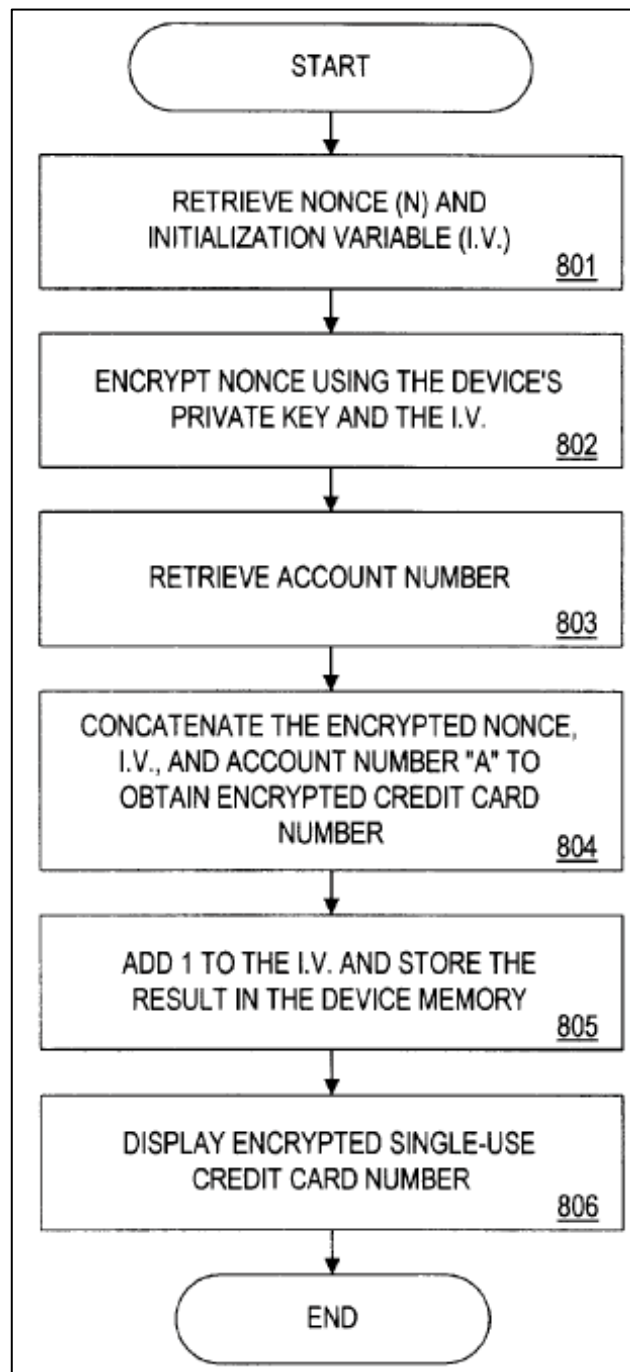 START
RETRIEVE NONCE (N) AND
INITIALIZATION VARIABLE (I.V.)
801
ENCRYPT NONCE USING THE DEVICE'S
PRIVATE KEY AND THE I.V.
802
RETRIEVE ACCOUNT NUMBER
803
CONCATENATE THE ENCRYPTED NONCE,
I.V., AND ACCOUNT NUMBER "A" TO
OBTAIN ENCRYPTED CREDIT CARD
NUMBER
804
ADD 1 TO THE I.V. AND STORE THE
RESULT IN THE DEVICE MEMORY
805
DISPLAY ENCRYPTED SINGLE-USE
CREDIT CARD NUMBER
806
END